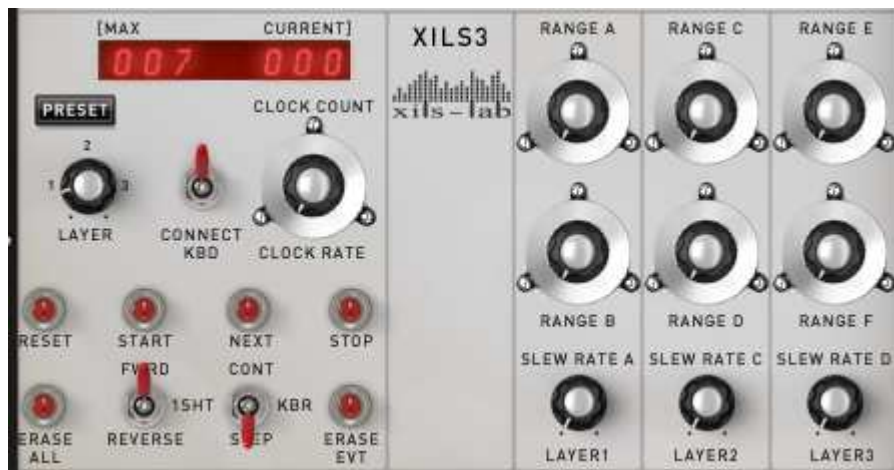 [MAX CURRENT]
007 000
PRESET
CLOCK COUNT
1 2 3
LAYER
CONNECT
KBD
CLOCK RATE
RESET START NEXT STOP
FWRD CONT
1SHT KBR
ERASE
ALL
REVERSE STEP
ERASE
EVT
XILS3
xils-lab
RANGE A RANGE C RANGE E
RANGE B RANGE D RANGE F
SLEW RATE A SLEW RATE C SLEW RATE D
LAYER1 LAYER2 LAYER3